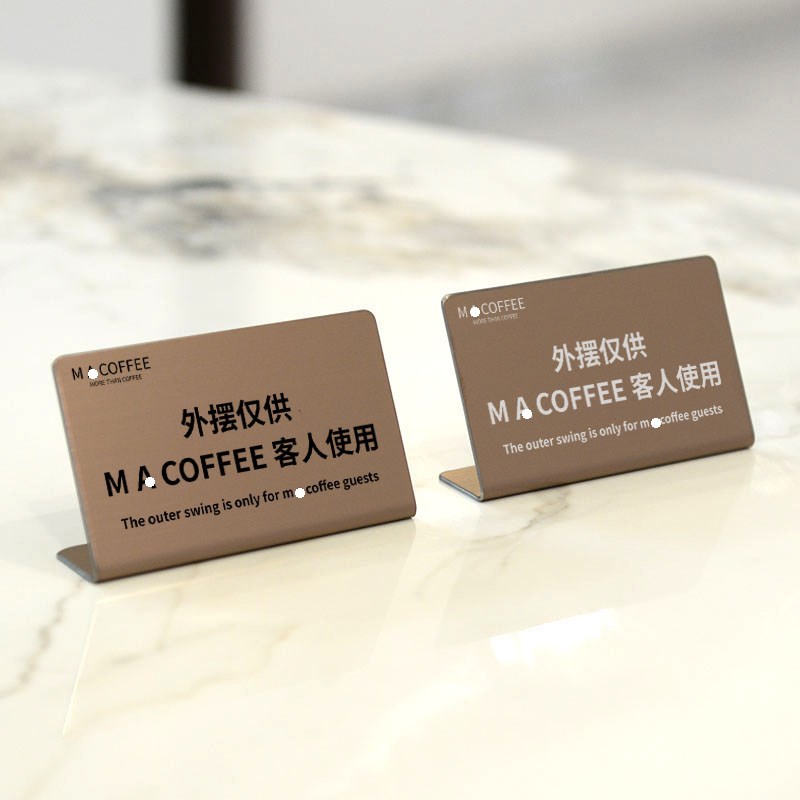 M A COFFEE
MORE THAN COFFEE
外摆仅供
M A COFFEE 客人使用
The outer swing is only for m coffee guests
M COFFEE
MORE THAN COFFEE
外摆仅供
M A COFFEE 客人使用
The outer swing is only for m coffee guests